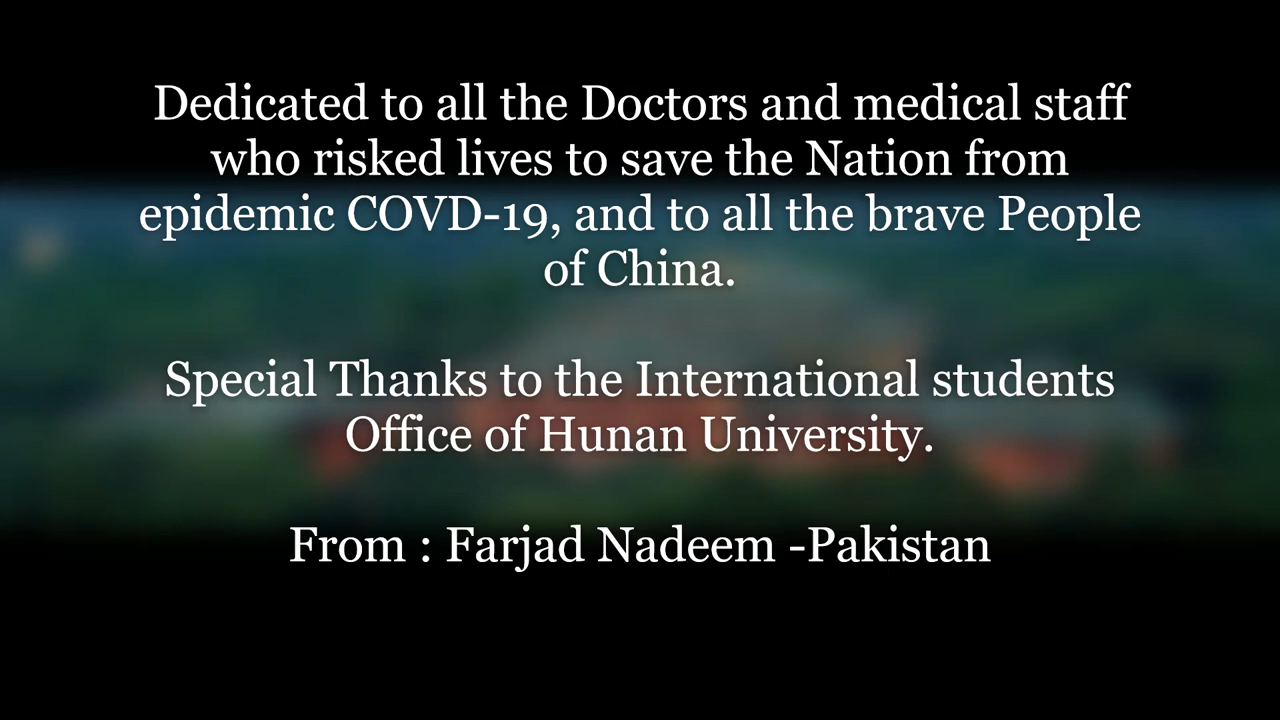 Dedicated to all the Doctors and medical staff
who risked lives to save the Nation from
epidemic COVD-19, and to all the brave People
of China.
Special Thanks to the International students
Office of Hunan University.
From : Farjad Nadeem -Pakistan